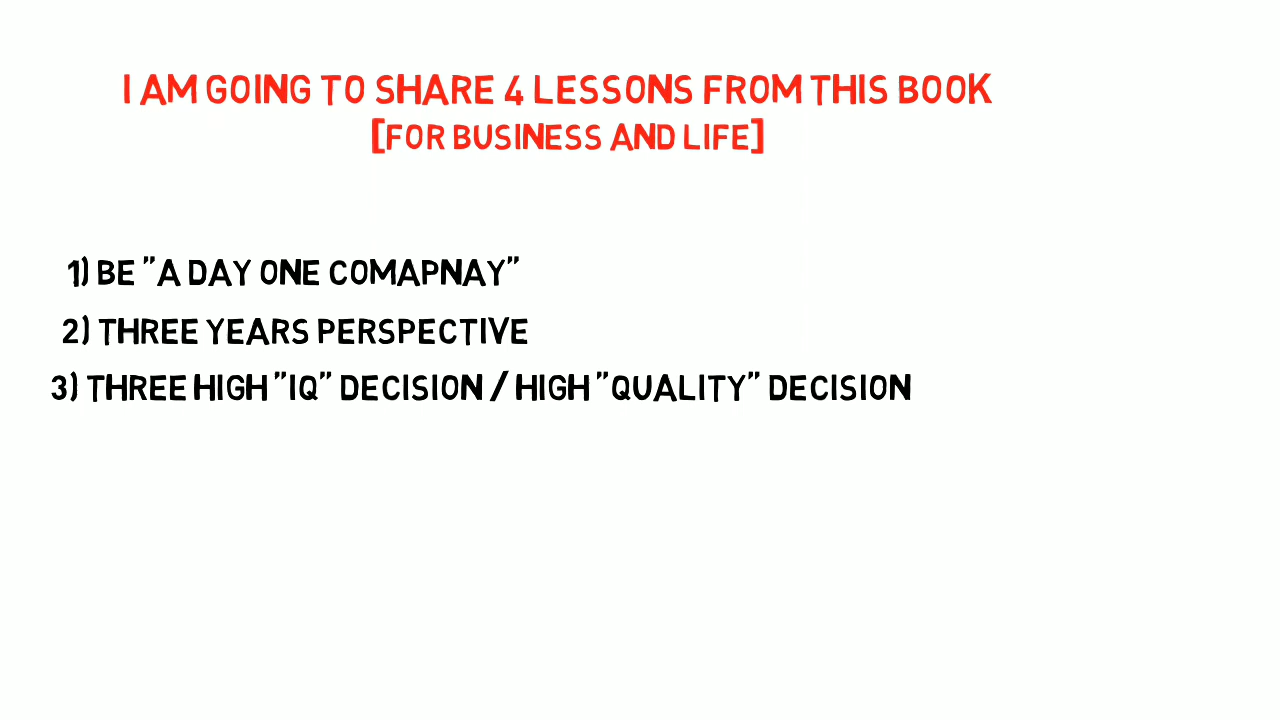 I AM GOING TO SHARE 4 LESSONS FROM THIS BOOK
[FOR BUSINESS AND LIFE]
1) BE "A DAY ONE COMAPNAY"
2) THREE YEARS PERSPECTIVE
3) THREE HIGH "IQ" DECISION / HIGH "QUALITY" DECISION